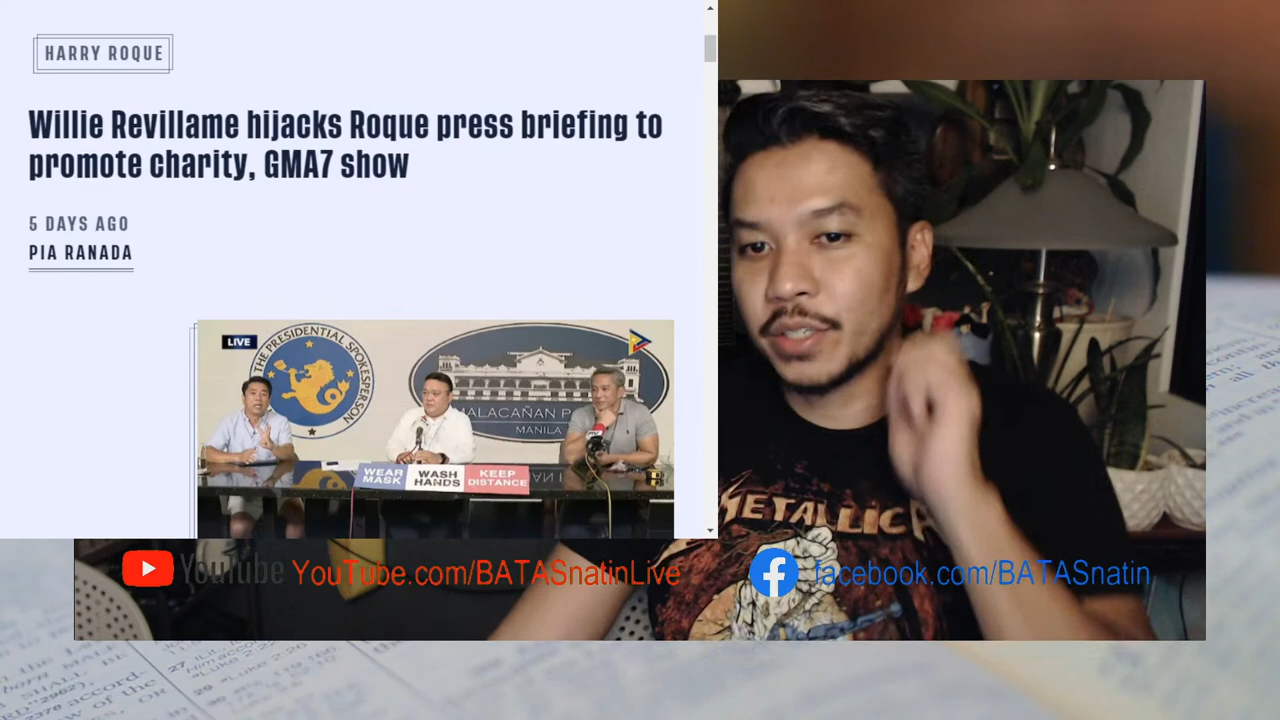 HARRY ROQUE
Willie Revillame hijacks Roque press briefing to
promote charity, GMA7 show
5 DAYS AGO
PIA RANADA
LIVE
THE PRESIDENTIAL SPOKESPERSON
MALACAÑAN P
MANILA
WEAR
MASK
WASH
HANDS
KEEP
DISTANCE
METALLICA
YouTube
YouTube.com/BATASnatinLive
facebook.com/BATASnatin